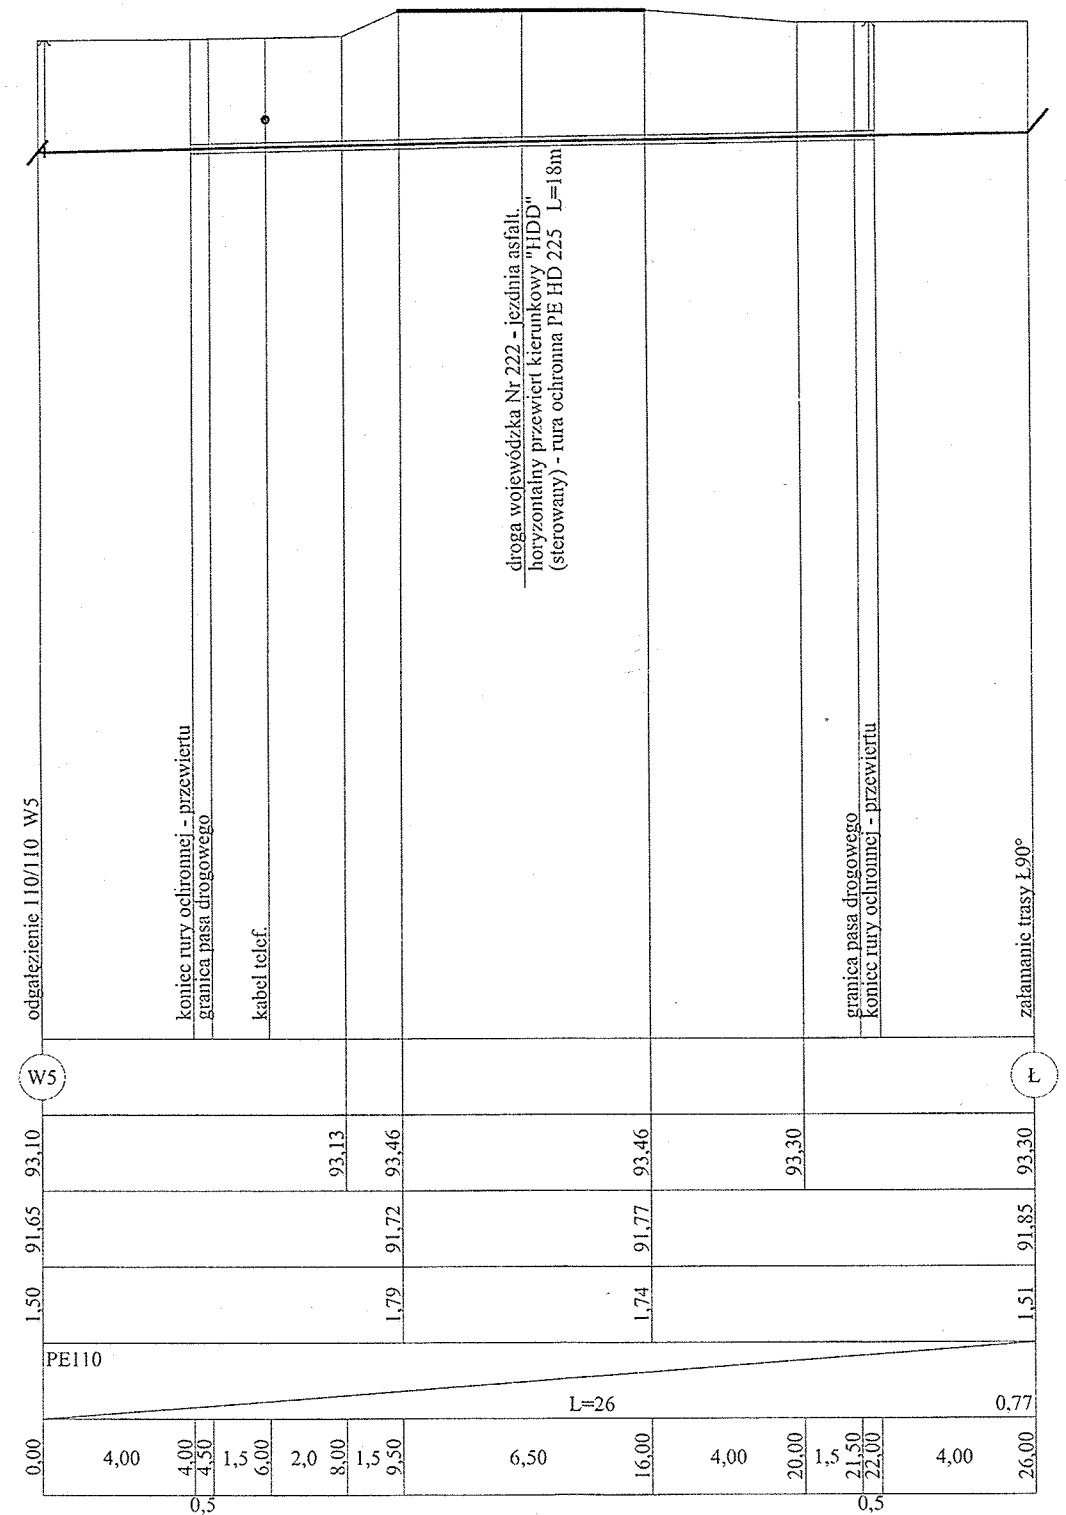 droga wojewódzka Nr 222 - jezdnia asfalt.
horyzontalny przewiert kierunkowy "HDD"
(sterowany) - rura ochronna PE HD 225 L=18m
odgałęzienie 110/110 W5
koniec rury ochronnej - przewiertu
granica pasa drogowego
kabel telef.
granica pasa drogowego
koniec rury ochronnej - przewiertu
załamanie trasy Ł90°
W5
Ł
93,10
93,13
93,46
93,46
93,30
93,30
91,65
91,72
91,77
91,85
1,50
1,79
1,74
1,51
PE110
L=26
0,77
0,00
4,00
4,00
4,50
1,5
6,00
2,0
8,00
1,5
9,50
6,50
16,00
4,00
20,00
1,5
21,50
22,00
4,00
26,00
0,5
0,5